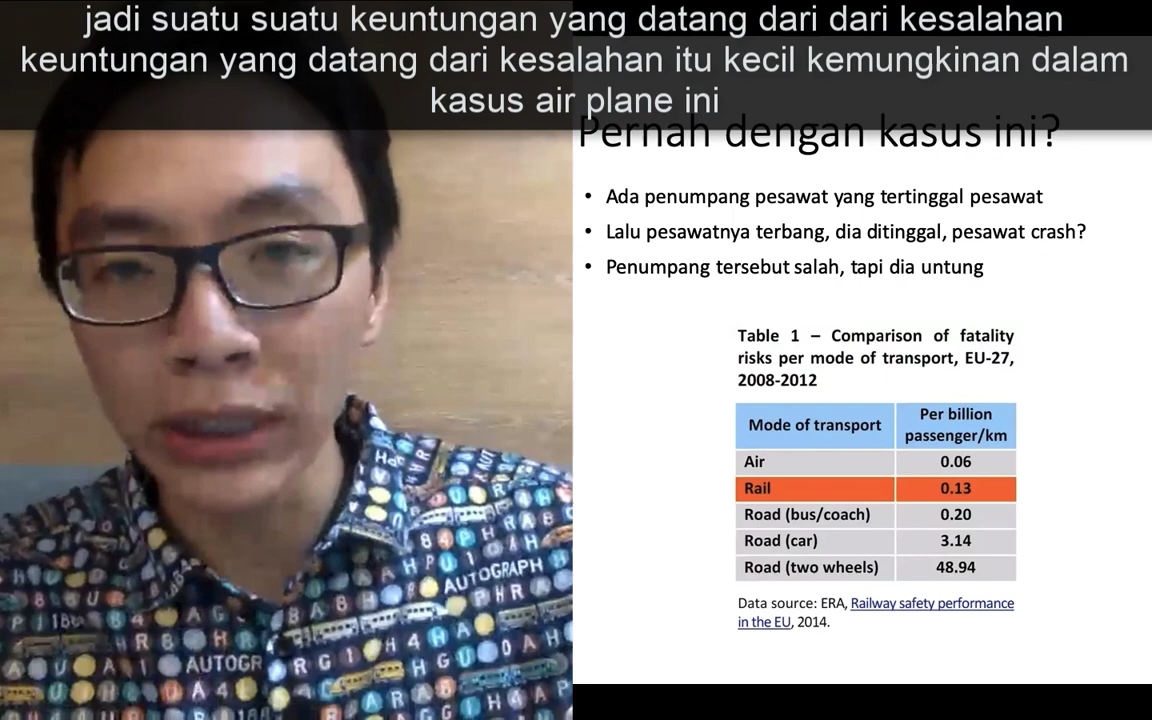 jadi suatu suatu keuntungan yang datang dari dari kesalahan
keuntungan yang datang dari kesalahan itu kecil kemungkinan dalam
kasus air plane ini
Pernah dengan kasus ini?
• Ada penumpang pesawat yang tertinggal pesawat
• Lalu pesawatnya terbang, dia ditinggal, pesawat crash?
• Penumpang tersebut salah, tapi dia untung
Table 1 – Comparison of fatality
risks per mode of transport, EU-27,
2008-2012
Mode of transport Per billion
passenger/km
Air 0.06
Rail 0.13
Road (bus/coach) 0.20
Road (car) 3.14
Road (two wheels) 48.94
Data source: ERA, Railway safety performance
in the EU, 2014.
AUTOGRAPH
AUTOGR